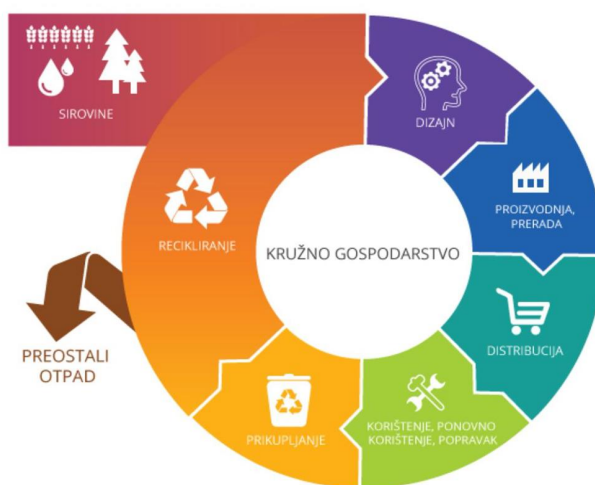 SIROVINE
DIZAJN
PROIZVODNJA,
PRERADA
DISTRIBUCIJA
KORIŠTENJE, PONOVNO
KORIŠTENJE, POPRAVAK
PRIKUPLJANJE
RECIKLIRANJE
KRUŽNO GOSPODARSTVO
PREOSTALI
OTPAD